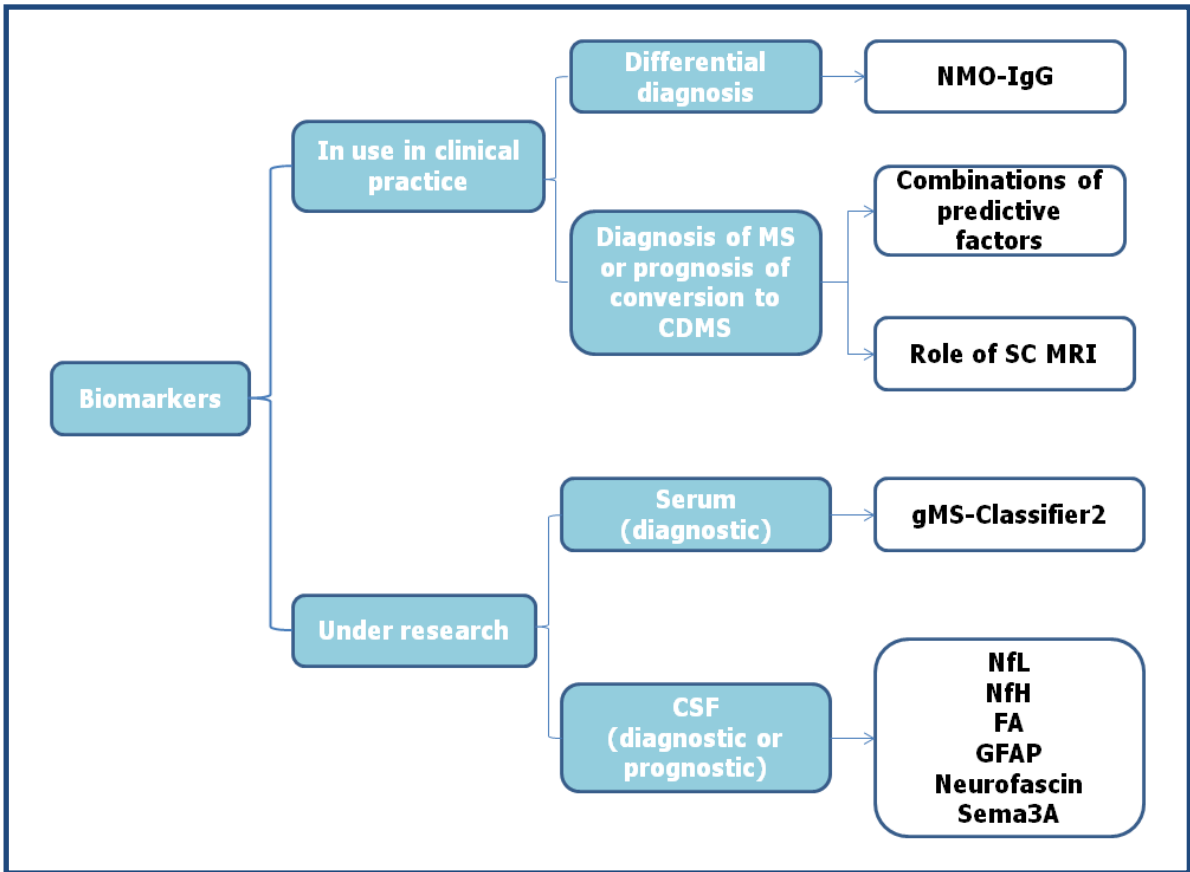 Biomarkers
In use in clinical
practice
Differential
diagnosis
NMO-IgG
Diagnosis of MS
or prognosis of
conversion to
CDMS
Combinations of
predictive
factors
Role of SC MRI
Under research
Serum
(diagnostic)
gMS-Classifier2
CSF
(diagnostic or
prognostic)
NfL
NfH
FA
GFAP
Neurofascin
Sema3A